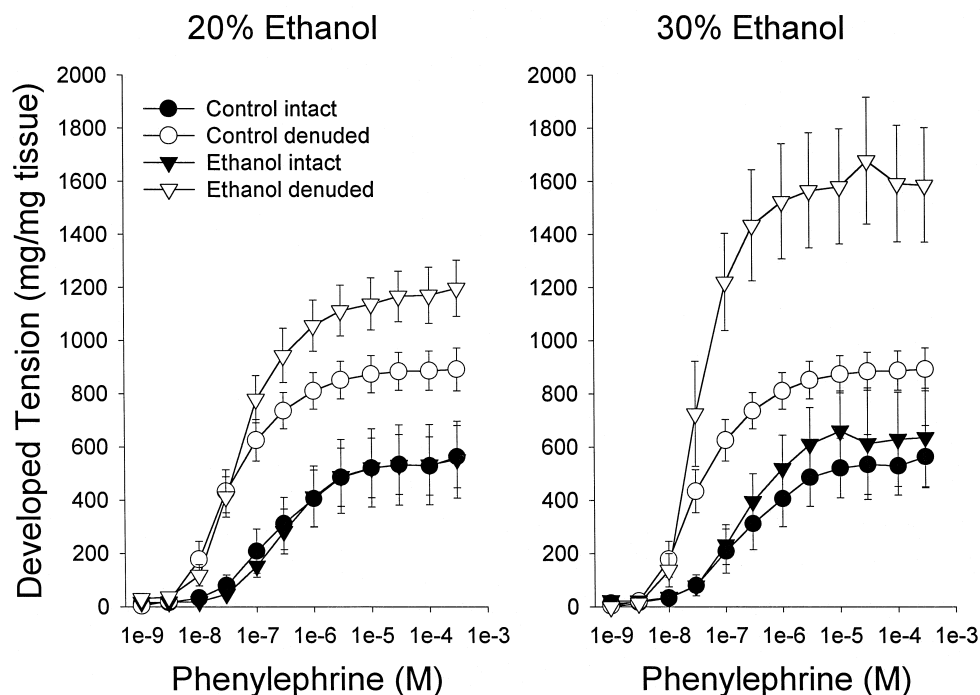 20% Ethanol
30% Ethanol
Developed Tension (mg/mg tissue)
2000
1800
1600
1400
1200
1000
800
600
400
200
0
Control intact
Control denuded
Ethanol intact
Ethanol denuded
1e-9 1e-8 1e-7 1e-6 1e-5 1e-4 1e-3
Phenylephrine (M)
2000
1800
1600
1400
1200
1000
800
600
400
200
0
1e-9 1e-8 1e-7 1e-6 1e-5 1e-4 1e-3
Phenylephrine (M)